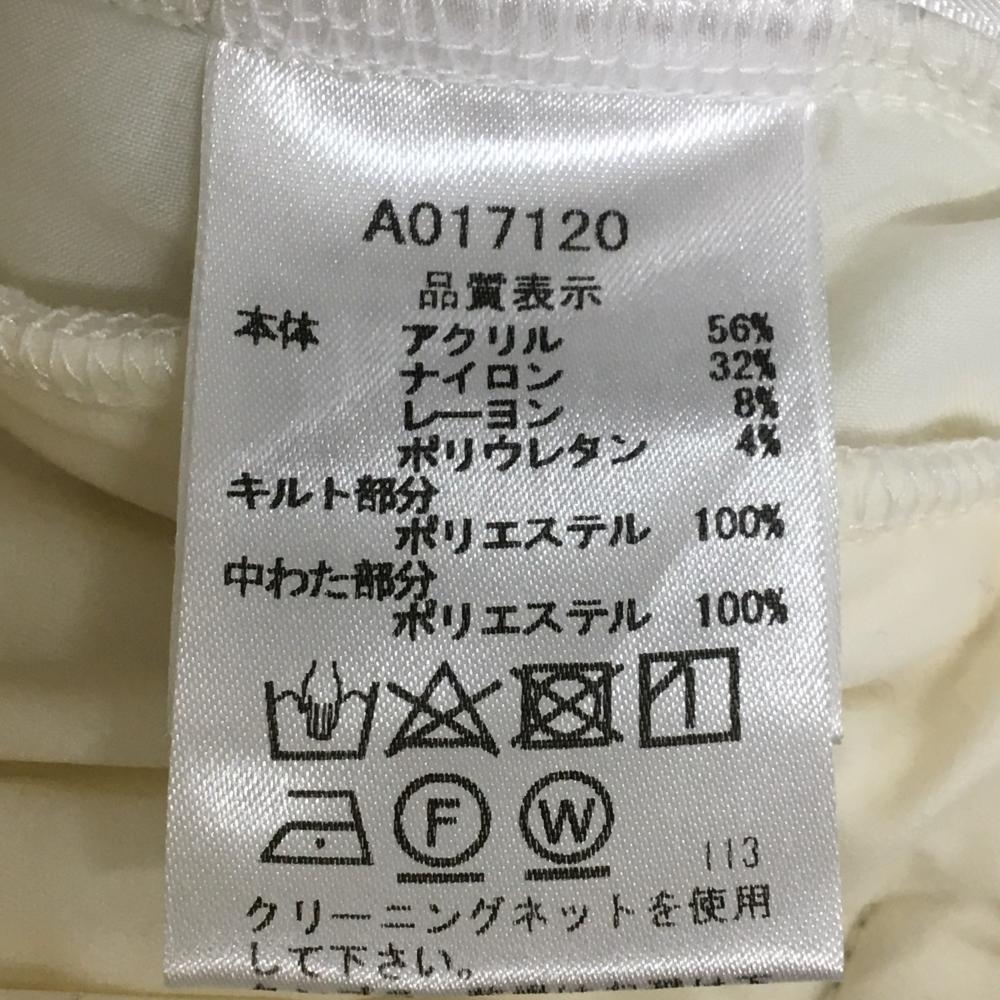 A017120
品質表示
本体 アクリル 56%
ナイロン 32%
レーヨン 8%
ポリウレタン 4%
キルト部分
ポリエステル 100%
中わた部分
ポリエステル 100%
F W
113
クリーニングネットを使用
して下さい。